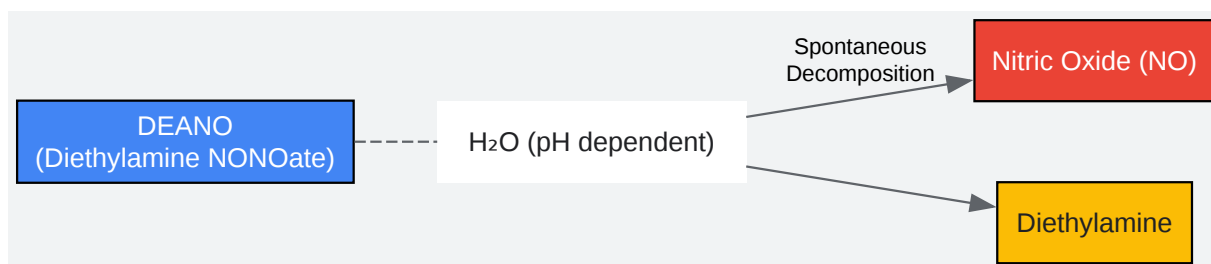 DEANO
(Diethylamine NONOate)
H₂O (pH dependent)
Spontaneous
Decomposition
Nitric Oxide (NO)
Diethylamine